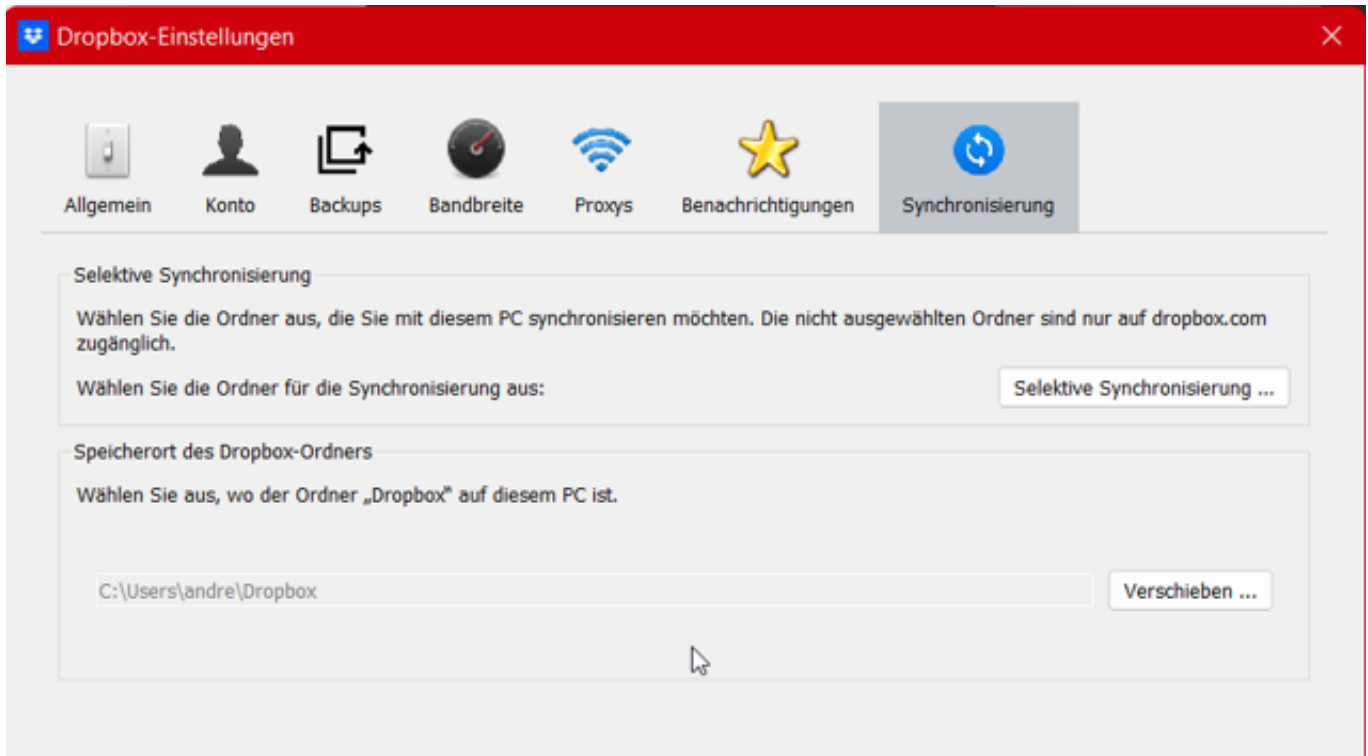 Dropbox-Einstellungen
Allgemein
Konto
Backups
Bandbreite
Proxys
Benachrichtigungen
Synchronisierung
Selektive Synchronisierung
Wählen Sie die Ordner aus, die Sie mit diesem PC synchronisieren möchten. Die nicht ausgewählten Ordner sind nur auf dropbox.com
zugänglich.
Wählen Sie die Ordner für die Synchronisierung aus:
Selektive Synchronisierung ...
Speicherort des Dropbox-Ordners
Wählen Sie aus, wo der Ordner „Dropbox“ auf diesem PC ist.
C:\Users\andre\Dropbox
Verschieben ...